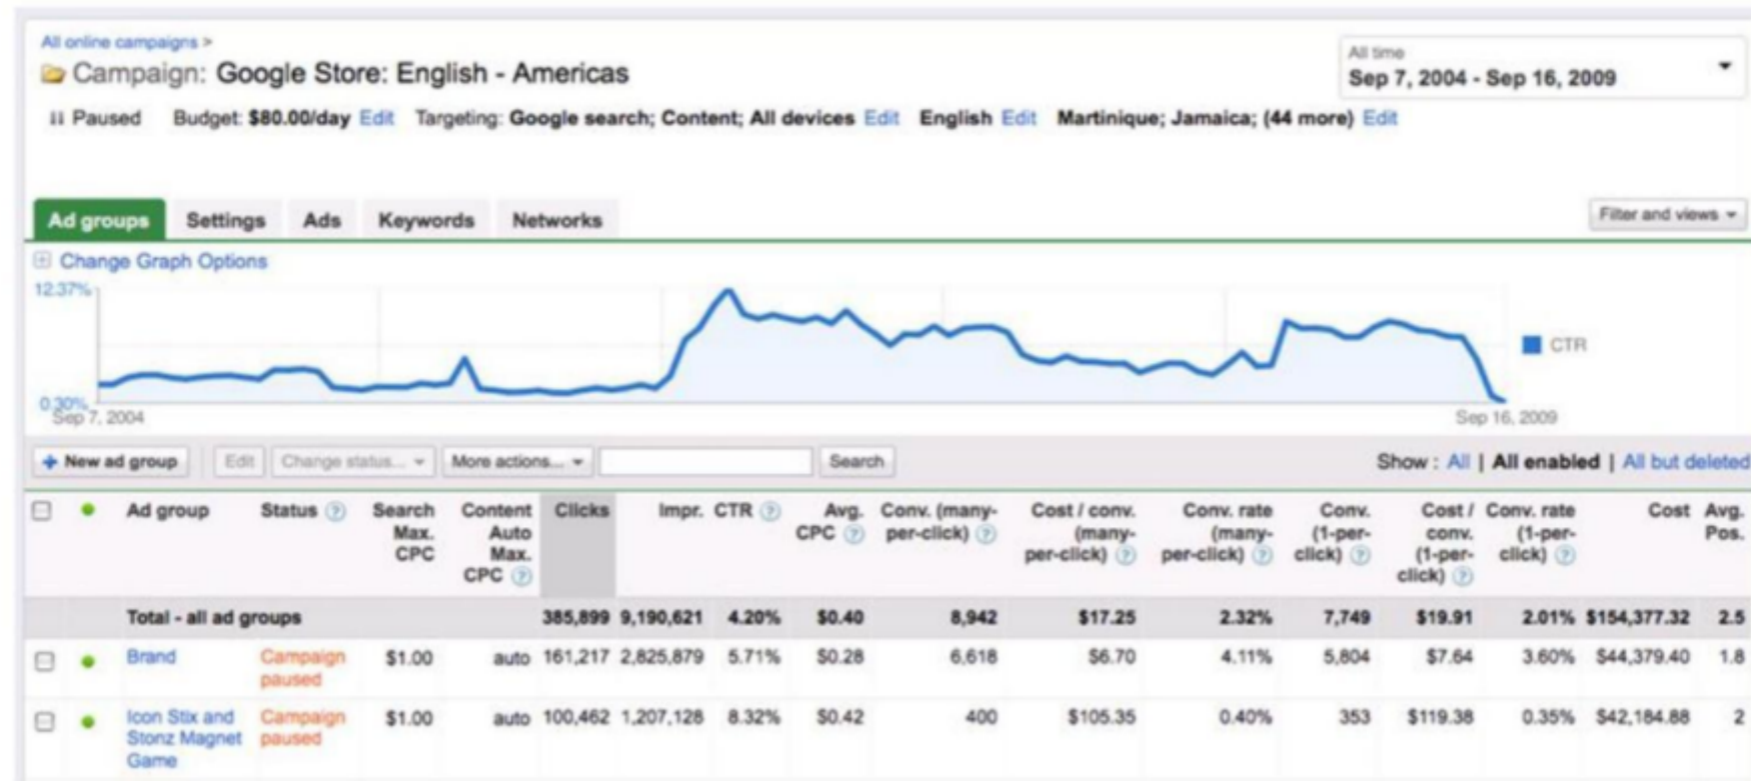 All online campaigns >
Campaign: Google Store: English - Americas
All time
Sep 7, 2004 - Sep 16, 2009
Paused Budget: $80.00/day Edit Targeting: Google search; Content; All devices Edit English Edit Martinique; Jamaica; (44 more) Edit
Ad groups Settings Ads Keywords Networks
Filter and views
Change Graph Options
12.37%
CTR
0.30%
Sep 7, 2004
Sep 16, 2009
New ad group Edit Change status... More actions... Search
Show : All | All enabled | All but deleted
Ad group Status Search Content Clicks Impr. CTR Avg. Conv. (many- Cost / conv. Conv. rate Conv. Cost / Conv. rate Cost Avg.
Max. Auto CPC per-click) (many- (many- (1-per- conv. (1-per- Pos.
CPC Max. per-click) per-click) click) (1-per- click)
CPC click)
Total - all ad groups 385,899 9,190,621 4.20% $0.40 8,942 $17.25 2.32% 7,749 $19.91 2.01% $154,377.32 2.5
Brand Campaign $1.00 auto 161,217 2,825,879 5.71% $0.28 6,618 $6.70 4.11% 5,804 $7.64 3.60% $44,379.40 1.8
paused
Icon Stix and Campaign $1.00 auto 100,462 1,207,128 8.32% $0.42 400 $105.35 0.40% 353 $119.38 0.35% $42,184.88 2
Stonz Magnet paused
Game